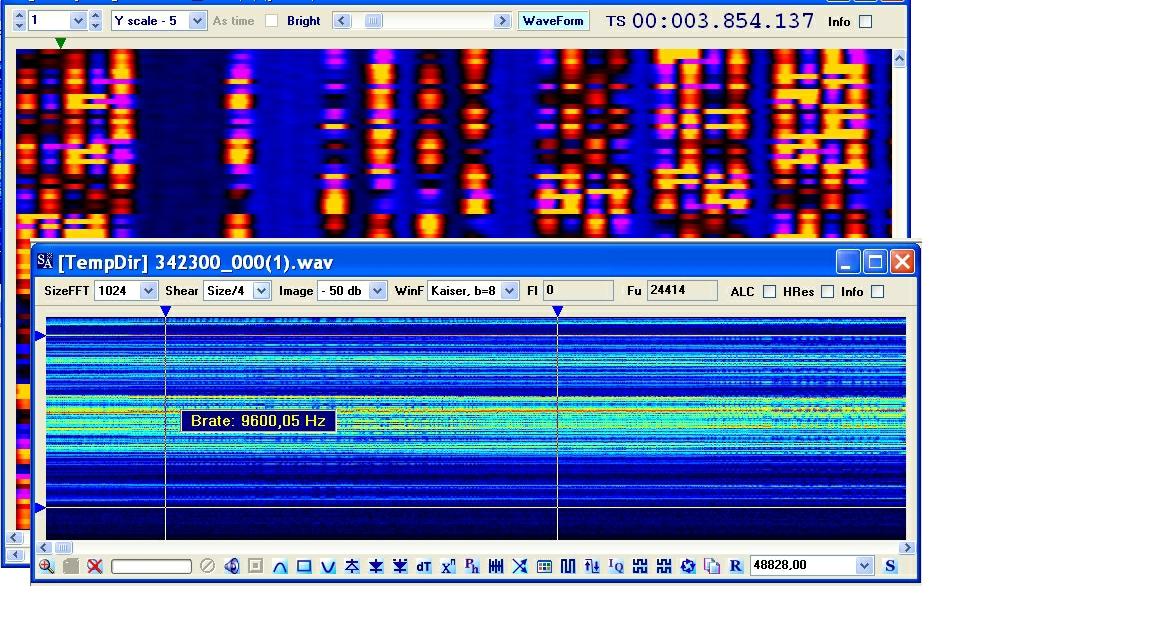 1 Y scale - 5 As time Bright WaveForm TS 00:003.854.137 Info
SA [TempDir] 342300_000(1).wav
SizeFFT 1024 Shear Size/4 Image - 50 db WinF Kaiser, b=8 Fl 0 Fu 24414 ALC HRes Info
Brate: 9600,05 Hz
dT Xⁿ Ph IQ R 48828,00 S